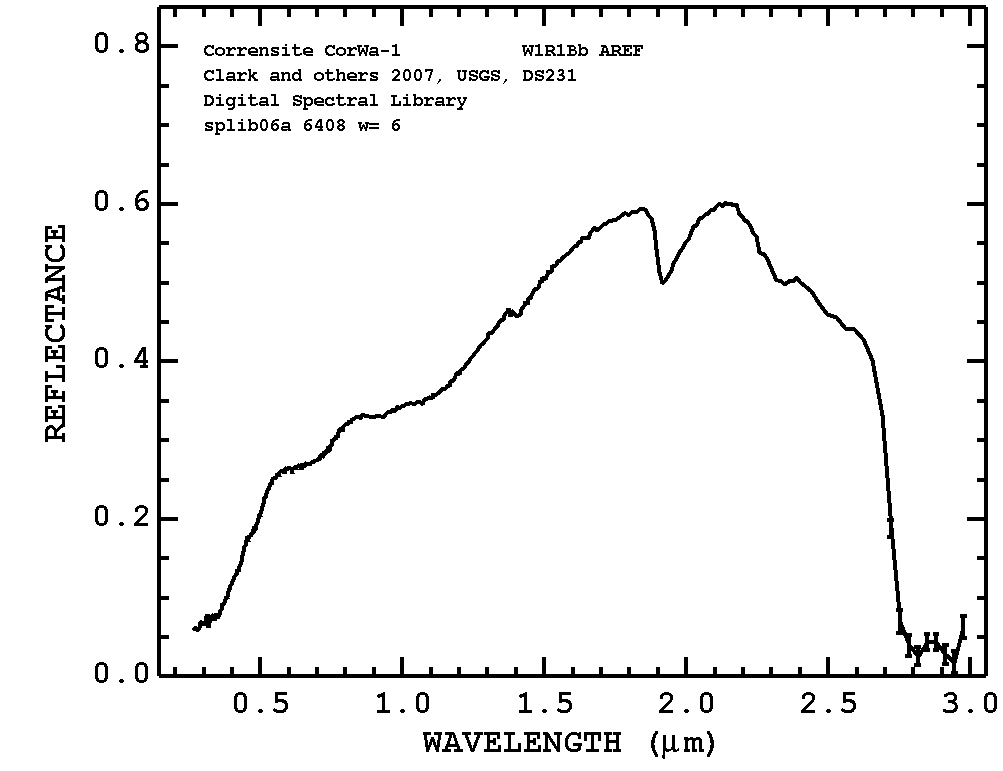 Corrensite CorWa-1 W1R1Bb AREF
Clark and others 2007, USGS, DS231
Digital Spectral Library
splib06a 6408 w= 6
REFLECTANCE
0.8
0.6
0.4
0.2
0.0
0.5 1.0 1.5 2.0 2.5 3.0
WAVELENGTH (μm)